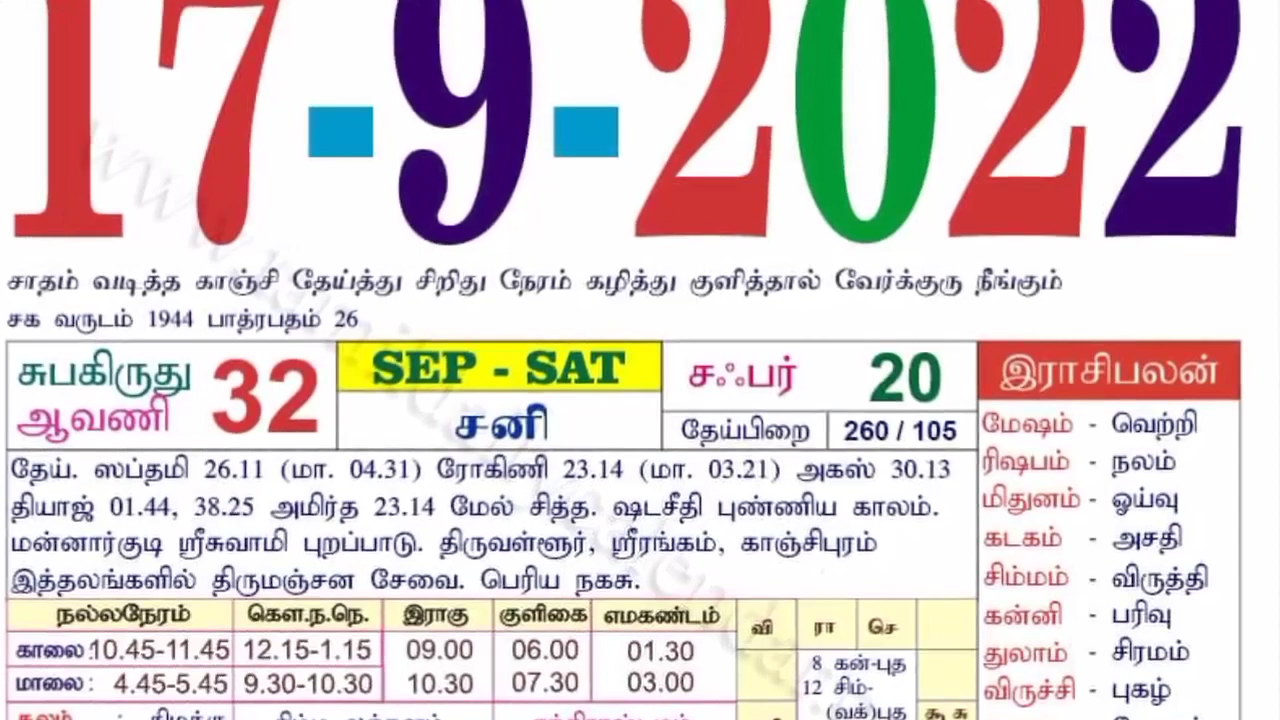 17-9-2022
சாதம் வடித்த காஞ்சி தேய்த்து சிறிது நேரம் கழித்து குளித்தால் வேர்க்குரு நீங்கும்
சக வருடம் 1944 பாத்ரபதம் 26
சுபகிருது
ஆவணி
32
SEP - SAT
சனி
சஃபர் 20
தேய்பிறை 260 / 105
தேய். ஸப்தமி 26.11 (மா. 04.31) ரோகிணி 23.14 (மா. 03.21) அகஸ் 30.13
தியாஜ் 01.44, 38.25 அமிர்த 23.14 மேல் சித்த. ஷடசீதி புண்ணிய காலம்.
மன்னார்குடி ஸ்ரீசுவாமி புறப்பாடு. திருவள்ளூர், ஸ்ரீரங்கம், காஞ்சிபுரம்
இத்தலங்களில் திருமஞ்சன சேவை. பெரிய நகசு.
நல்லநேரம் கௌ.ந.நெ. இராகு குளிகை எமகண்டம்
காலை:10.45-11.45 12.15-1.15 09.00 06.00 01.30
மாலை: 4.45-5.45 9.30-10.30 10.30 07.30 03.00
வி ரா செ
8 கன்-புத
12 சிம்-
(வக்)புத
இராசிபலன்
மேஷம் - வெற்றி
ரிஷபம் - நலம்
மிதுனம் - ஓய்வு
கடகம் - அசதி
சிம்மம் - விருத்தி
கன்னி - பரிவு
துலாம் - சிரமம்
விருச்சி - புகழ்